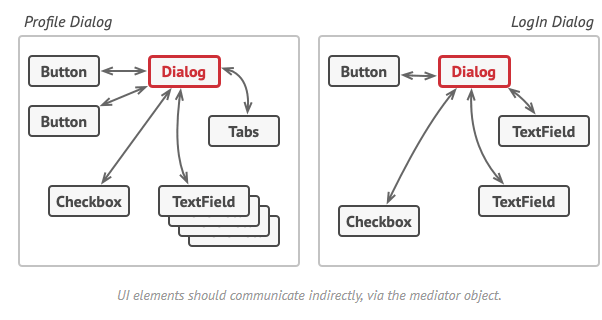 Profile Dialog
LogIn Dialog
Button
Dialog
Button
Tabs
Checkbox
TextField
Button
Dialog
TextField
TextField
Checkbox
UI elements should communicate indirectly, via the mediator object.